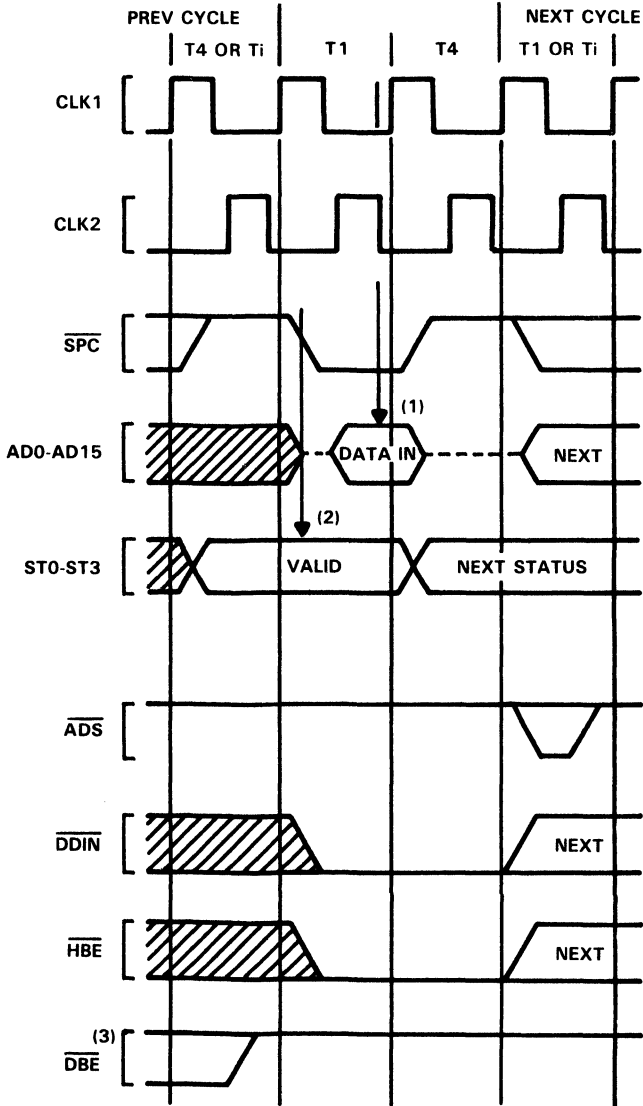 PREV CYCLE NEXT CYCLE
T4 OR Ti T1 T4 T1 OR Ti
CLK1
CLK2
SPC
(1)
AD0-AD15 DATA IN NEXT
(2)
ST0-ST3 VALID NEXT STATUS
ADS
DDIN NEXT
HBE NEXT
(3)
DBE